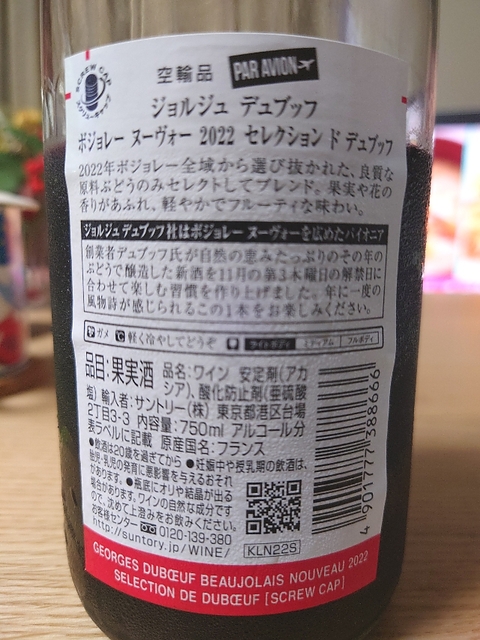 SCREW CAP
空輸品 PAR AVION
ジョルジュ デュブッフ
ボジョレー ヌーヴォー 2022 セレクション ド デュブッフ
2022年ボジョレー全域から選び抜かれた、良質な
原料ぶどうのみセレクトしてブレンド。果実や花の
香りがあふれ、軽やかでフルーティな味わい。
ジョルジュ デュブッフ社はボジョレー ヌーヴォーを広めたパイオニア
創業者デュブッフ氏が自然の恵みたっぷりのその年の
ぶどうで醸造した新酒を11月の第3木曜日の解禁日に
合わせて楽しむ習慣を作り上げました。年に一度の
風物詩が感じられるこの1本をお楽しみください。
ガメ ℃ 軽く冷やしてどうぞ ライトボディ ミディアム フルボディ
品目:果実酒 品名:ワイン 安定剤(アカ
シア)、酸化防止剤(亜硫酸
塩) 輸入者:サントリー(株) 東京都港区台場
2丁目3-3 内容量:750ml アルコール分
表ラベルに記載 原産国名:フランス
●飲酒は20歳を過ぎてから ●妊娠中や授乳期の飲酒は、
胎児・乳児の発育に悪影響を与えるおそれ
があります。●瓶底にオリや結晶が出る
場合があります。ワインの自然な成分です
ので、沈めて上澄みをお飲みください。
お客様センター 0120-139-380
http://suntory.jp/WINE/
KLN22S
4 901777 388666
GEORGES DUBŒUF BEAUJOLAIS NOUVEAU 2022
SELECTION DE DUBŒUF [SCREW CAP]